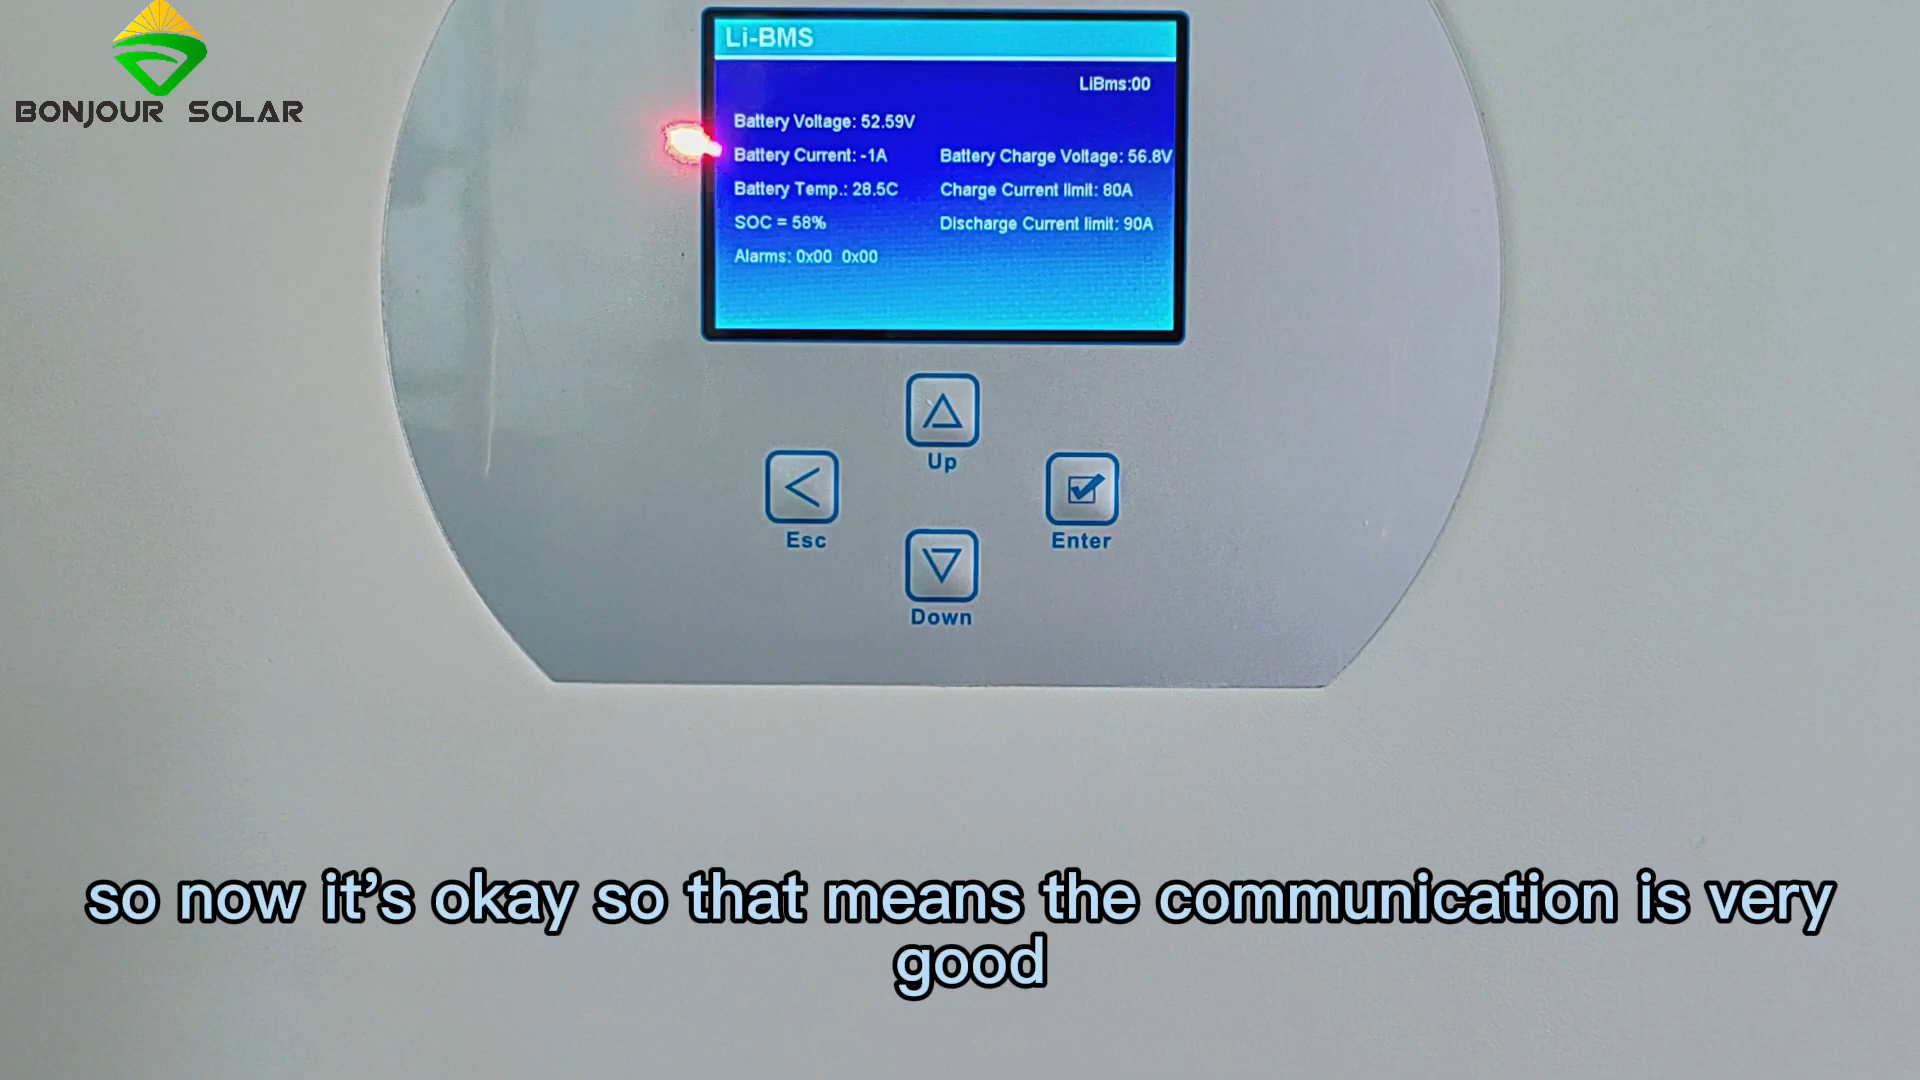 BONJOUR SOLAR
Li-BMS
LiBms:00
Battery Voltage: 52.59V
Battery Current: -1A
Battery Charge Voltage: 56.8V
Battery Temp.: 28.5C
Charge Current limit: 80A
SOC = 58%
Discharge Current limit: 90A
Alarms: 0x00 0x00
Up
Esc
Enter
Down
so now it's okay so that means the communication is very
good